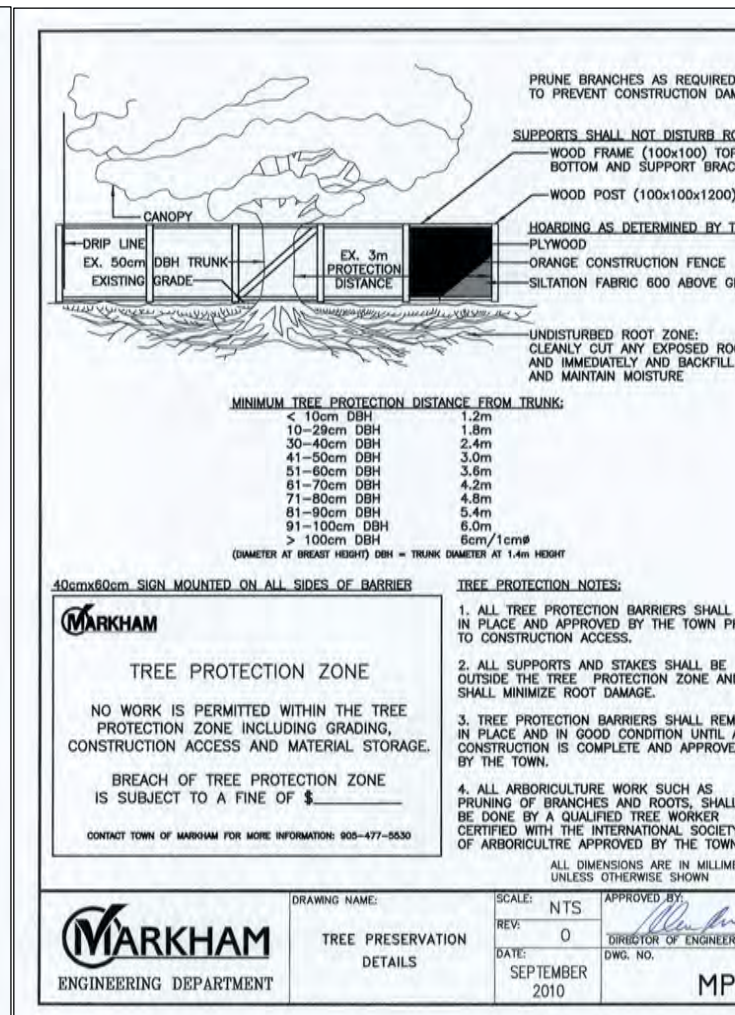 PRUNE BRANCHES AS REQUIRED
TO PREVENT CONSTRUCTION DAM
SUPPORTS SHALL NOT DISTURB RO
WOOD FRAME (100x100) TOP
BOTTOM AND SUPPORT BRAC
WOOD POST (100x100x1200)
CANOPY
HOARDING AS DETERMINED BY T
DRIP LINE
PLYWOOD
EX. 50cm DBH TRUNK
EX. 3m
PROTECTION
DISTANCE
ORANGE CONSTRUCTION FENCE
EXISTING GRADE
SILTATION FABRIC 600 ABOVE G
UNDISTURBED ROOT ZONE:
CLEANLY CUT ANY EXPOSED ROO
AND IMMEDIATELY AND BACKFILL
AND MAINTAIN MOISTURE
MINIMUM TREE PROTECTION DISTANCE FROM TRUNK:
< 10cm DBH 1.2m
10-29cm DBH 1.8m
30-40cm DBH 2.4m
41-50cm DBH 3.0m
51-60cm DBH 3.6m
61-70cm DBH 4.2m
71-80cm DBH 4.8m
81-90cm DBH 5.4m
91-100cm DBH 6.0m
> 100cm DBH 6cm/1cmø
(DIAMETER AT BREAST HEIGHT) DBH = TRUNK DIAMETER AT 1.4m HEIGHT
40cmx60cm SIGN MOUNTED ON ALL SIDES OF BARRIER
MARKHAM
TREE PROTECTION ZONE
NO WORK IS PERMITTED WITHIN THE TREE
PROTECTION ZONE INCLUDING GRADING,
CONSTRUCTION ACCESS AND MATERIAL STORAGE.
BREACH OF TREE PROTECTION ZONE
IS SUBJECT TO A FINE OF $________
CONTACT TOWN OF MARKHAM FOR MORE INFORMATION: 905-477-5530
TREE PROTECTION NOTES:
1. ALL TREE PROTECTION BARRIERS SHALL
IN PLACE AND APPROVED BY THE TOWN P
TO CONSTRUCTION ACCESS.
2. ALL SUPPORTS AND STAKES SHALL BE
OUTSIDE THE TREE PROTECTION ZONE AN
SHALL MINIMIZE ROOT DAMAGE.
3. TREE PROTECTION BARRIERS SHALL REM
IN PLACE AND IN GOOD CONDITION UNTIL A
CONSTRUCTION IS COMPLETE AND APPROVE
BY THE TOWN.
4. ALL ARBORICULTURE WORK SUCH AS
PRUNING OF BRANCHES AND ROOTS, SHALL
BE DONE BY A QUALIFIED TREE WORKER
CERTIFIED WITH THE INTERNATIONAL SOCIETY
OF ARBORICULTRE APPROVED BY THE TOWN
ALL DIMENSIONS ARE IN MILLIME
UNLESS OTHERWISE SHOWN
MARKHAM
ENGINEERING DEPARTMENT
DRAWING NAME:
TREE PRESERVATION
DETAILS
SCALE: NTS
REV: 0
DATE:
SEPTEMBER
2010
APPROVED BY:
DIRECTOR OF ENGINEER
DWG. NO.
MP